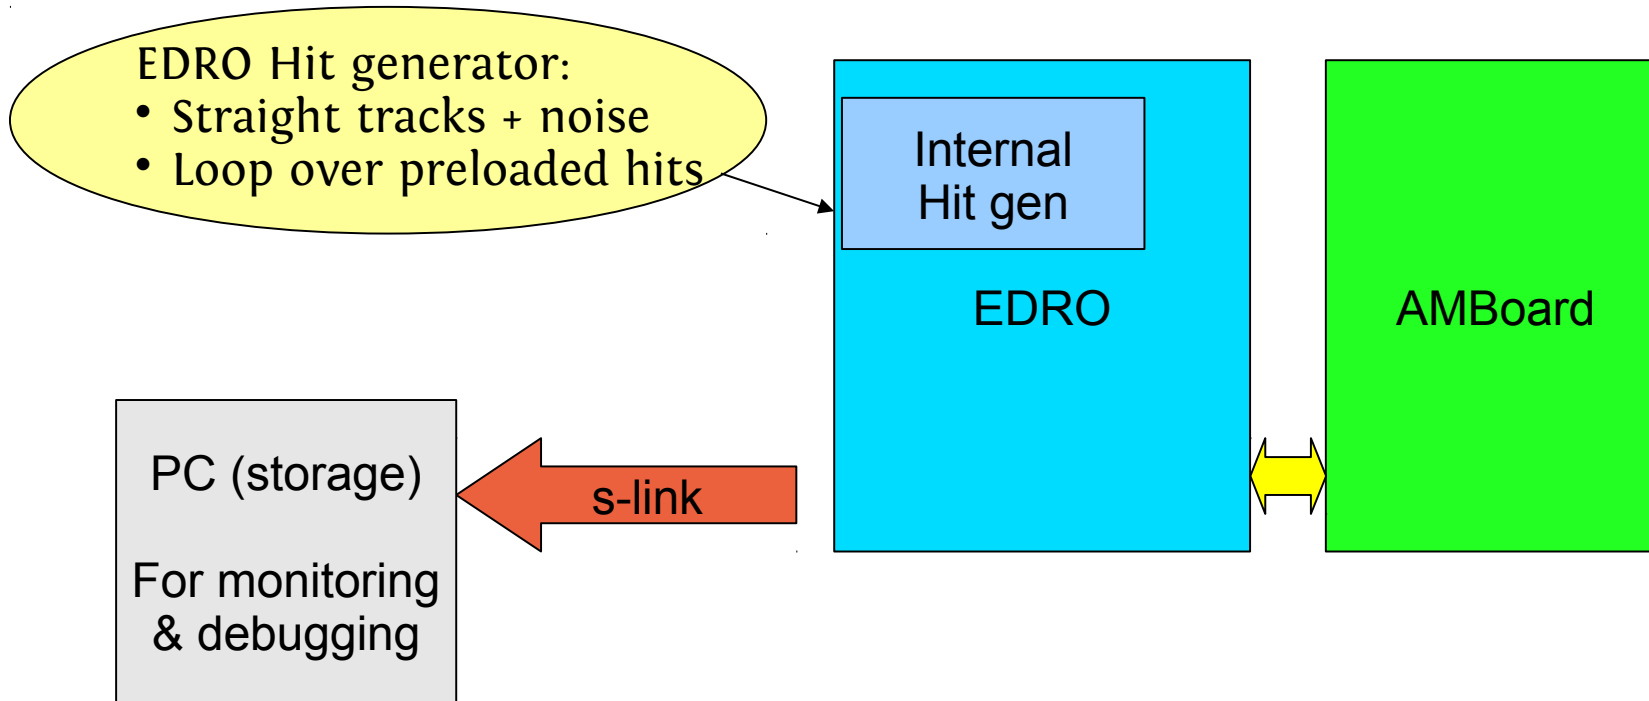 EDRO Hit generator:
• Straight tracks + noise
• Loop over preloaded hits
Internal
Hit gen
EDRO
AMBoard
PC (storage)
For monitoring
& debugging
s-link